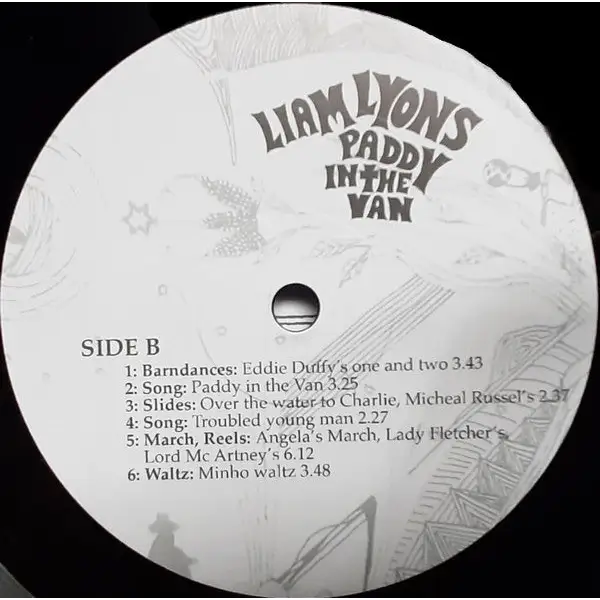 LIAM LYONS
PADDY
IN THE
VAN
SIDE B
1: Barndances: Eddie Duffy's one and two 3.43
2: Song: Paddy in the Van 3.25
3: Slides: Over the water to Charlie, Micheal Russel's 2.37
4: Song: Troubled young man 2.27
5: March, Reels: Angela's March, Lady Fletcher's,
Lord Mc Artney's 6.12
6: Waltz: Minho waltz 3.48